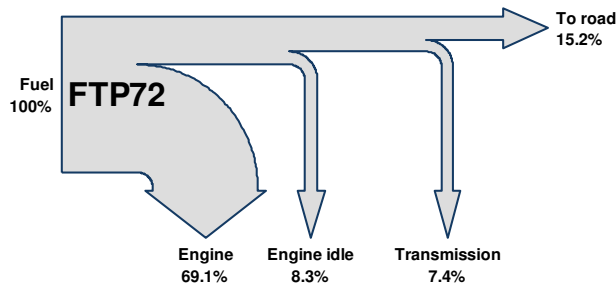 To road
15.2%
Fuel
100%
FTP72
Engine
69.1%
Engine idle
8.3%
Transmission
7.4%